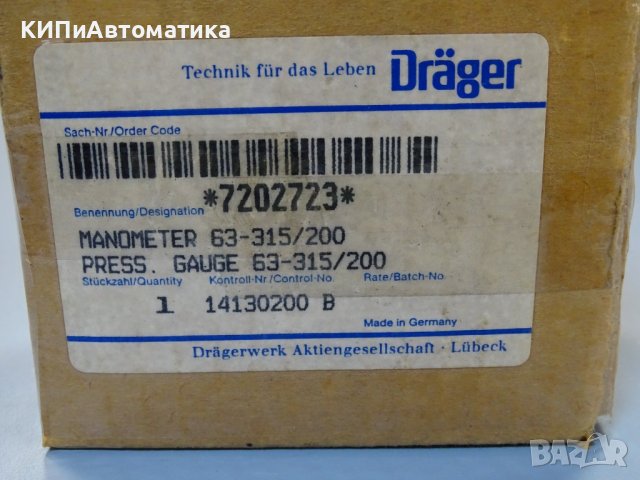 КИПиАвтоматика
Technik für das Leben Dräger
Sach-Nr./Order Code
*7202723*
Benennung/Designation
MANOMETER 63-315/200
PRESS. GAUGE 63-315/200
Stückzahl/Quantity Kontroll-Nr/Control-No. Rate/Batch-No.
1 14130200 B
Made in Germany
Drägerwerk Aktiengesellschaft · Lübeck
BAZAR